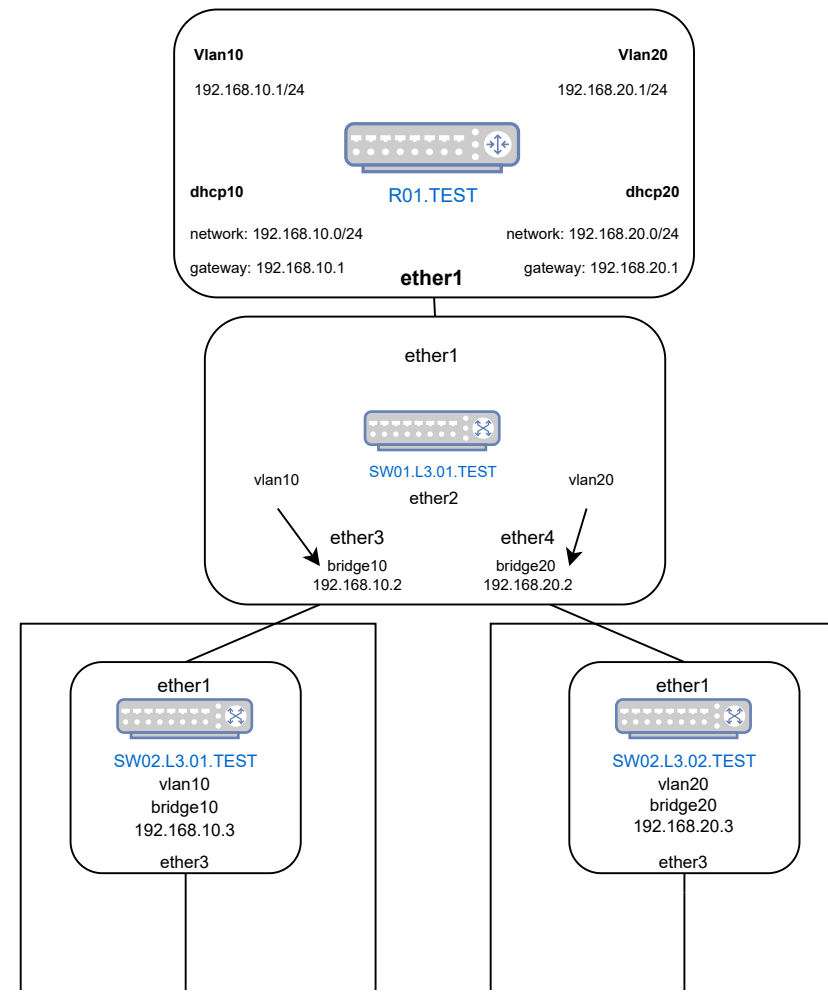 Vlan10
Vlan20
192.168.10.1/24
192.168.20.1/24
R01.TEST
dhcp10
dhcp20
network: 192.168.10.0/24
network: 192.168.20.0/24
gateway: 192.168.10.1
gateway: 192.168.20.1
ether1
ether1
SW01.L3.01.TEST
vlan10
vlan20
ether2
ether3
ether4
bridge10
bridge20
192.168.10.2
192.168.20.2
ether1
SW02.L3.01.TEST
vlan10
bridge10
192.168.10.3
ether3
ether1
SW02.L3.02.TEST
vlan20
bridge20
192.168.20.3
ether3